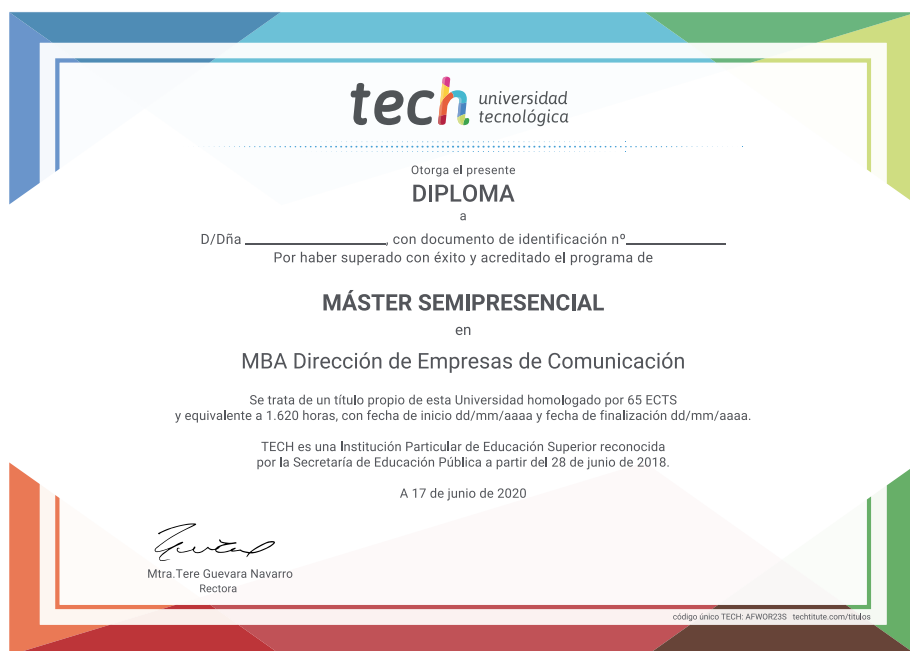 tech universidad
tecnológica
Otorga el presente
DIPLOMA
a
D/Dña ________________, con documento de identificación nº____________
Por haber superado con éxito y acreditado el programa de
MÁSTER SEMIPRESENCIAL
en
MBA Dirección de Empresas de Comunicación
Se trata de un título propio de esta Universidad homologado por 65 ECTS
y equivalente a 1.620 horas, con fecha de inicio dd/mm/aaaa y fecha de finalización dd/mm/aaaa.
TECH es una Institución Particular de Educación Superior reconocida
por la Secretaría de Educación Pública a partir del 28 de junio de 2018.
A 17 de junio de 2020
Mtra.Tere Guevara Navarro
Rectora
código único TECH: AFWOR23S techtitute.com/titulos